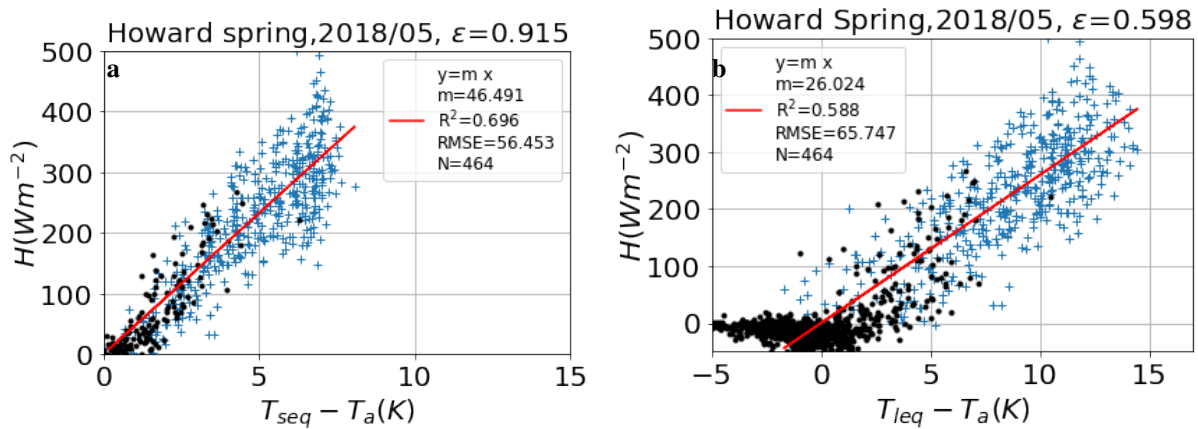 Howard spring,2018/05, ε=0.915
a
y=m x
m=46.491
R²=0.696
RMSE=56.453
N=464
500
400
300
200
100
0
H(Wm⁻²)
0
5
10
15
T_seq − T_a(K)
Howard Spring,2018/05, ε=0.598
b
y=m x
m=26.024
R²=0.588
RMSE=65.747
N=464
500
400
300
200
100
0
H(Wm⁻²)
−5
0
5
10
15
T_leq − T_a(K)